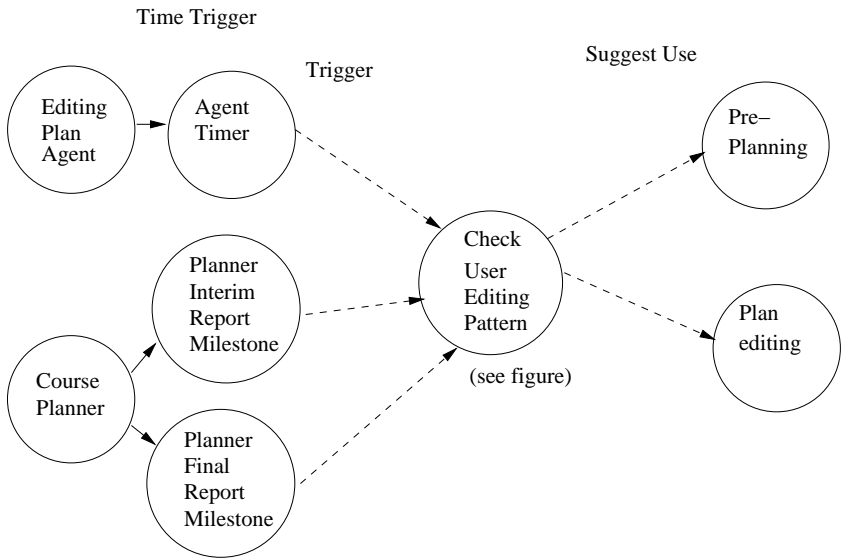 Time Trigger
Trigger
Suggest Use
Editing
Plan
Agent
Agent
Timer
Pre−
Planning
Check
User
Editing
Pattern
(see figure)
Planner
Interim
Report
Milestone
Plan
editing
Course
Planner
Planner
Final
Report
Milestone